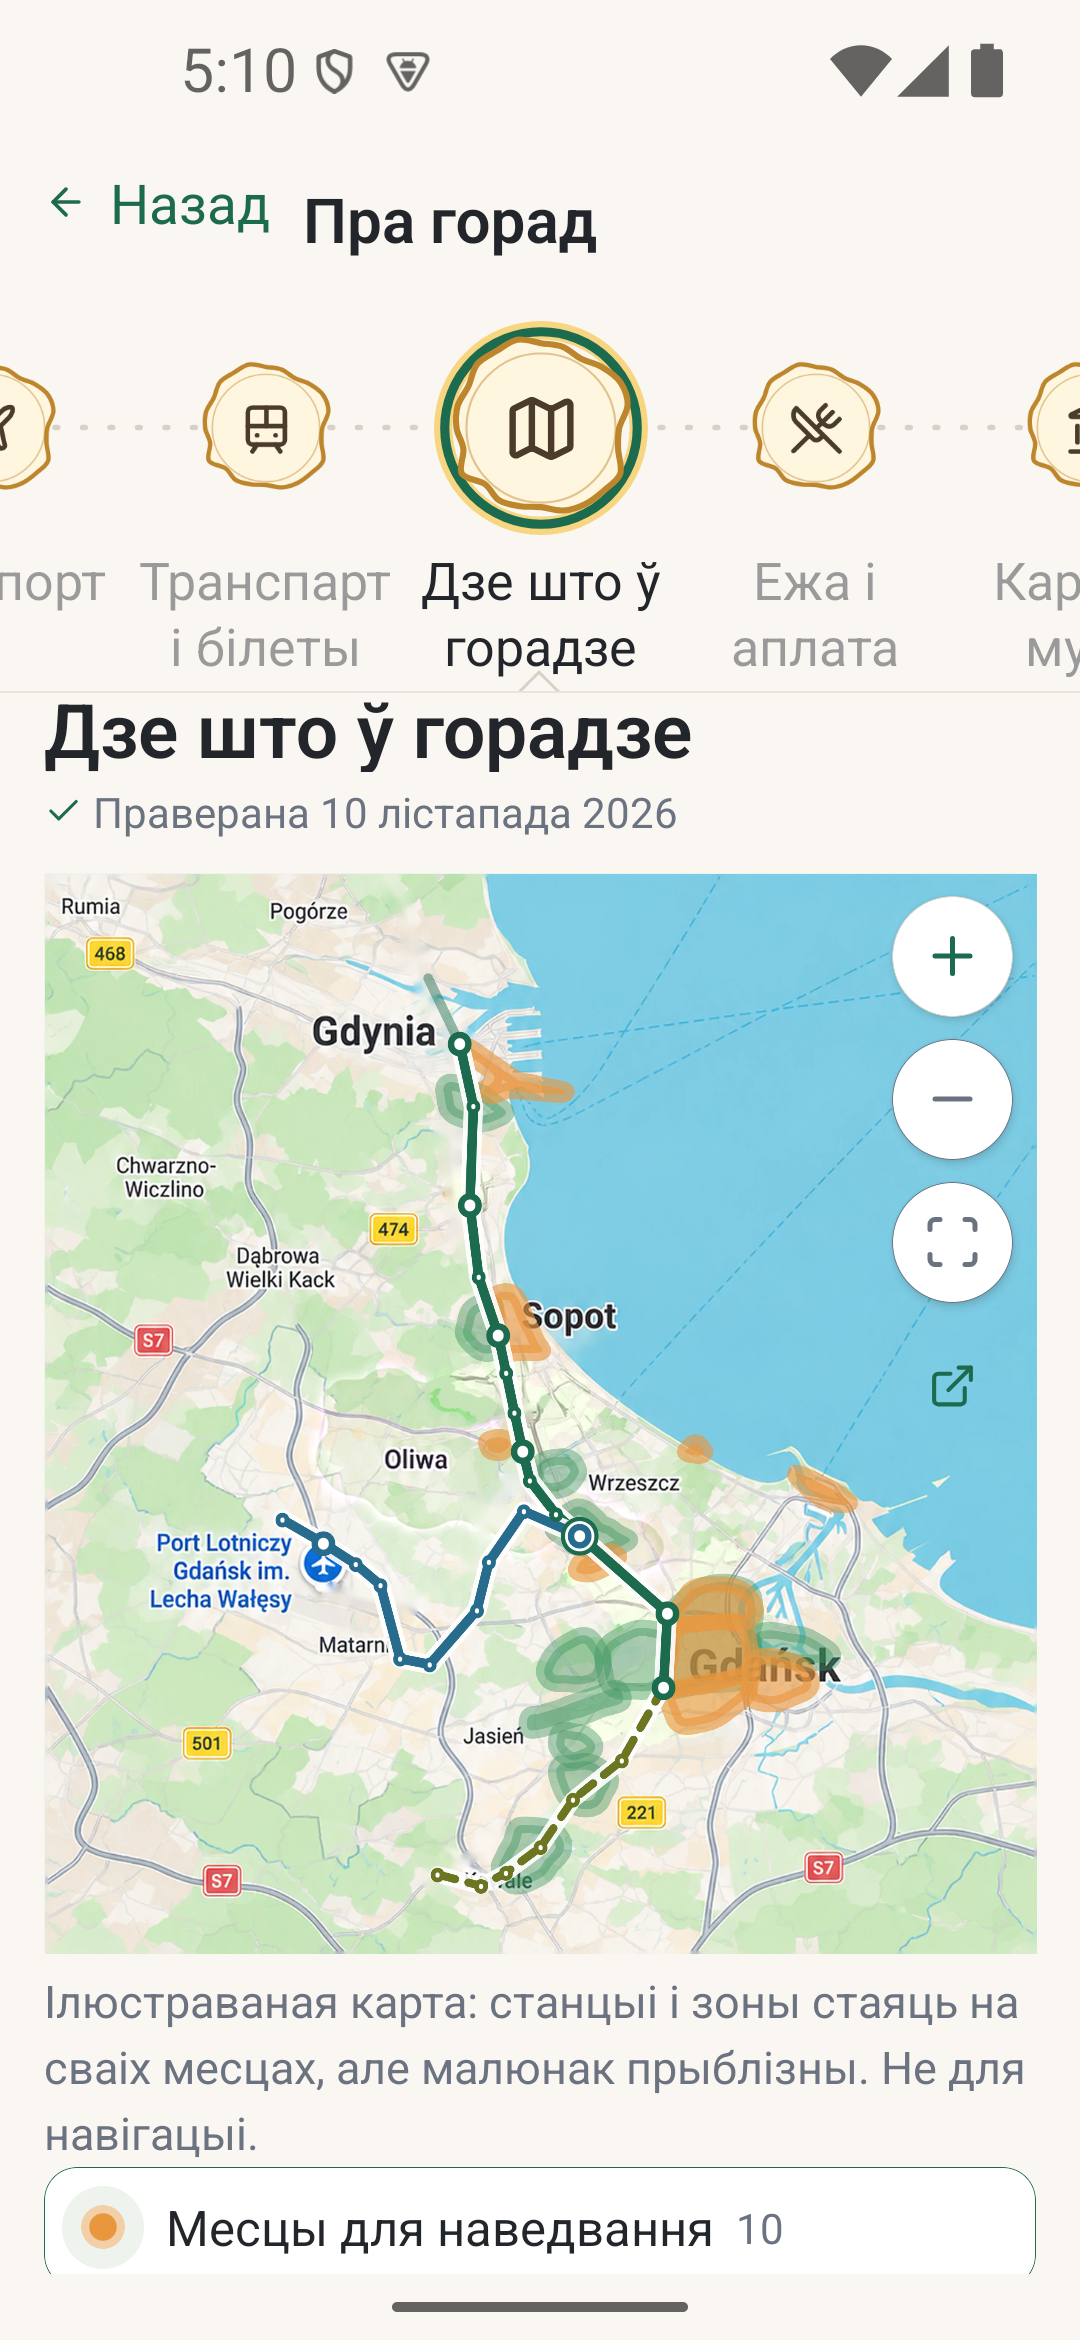 5:10
Назад
Пра горад
порт
Транспарт
і білеты
Дзе што ў
горадзе
Ежа і
аплата
Кар
му
Дзе што ў горадзе
Праверана 10 лістапада 2026
Rumia
Pogórze
468
Gdynia
Chwarzno-
Wiczlino
474
Dąbrowa
Wielki Kack
S7
Sopot
Oliwa
Wrzeszcz
Port Lotniczy
Gdańsk im.
Lecha Wałęsy
Matarn
Gdańsk
Jasień
501
221
S7
S7
Ілюстраваная карта: станцыі і зоны стаяць на
сваіх месцах, але малюнак прыблізны. Не для
навігацыі.
Месцы для наведвання 10